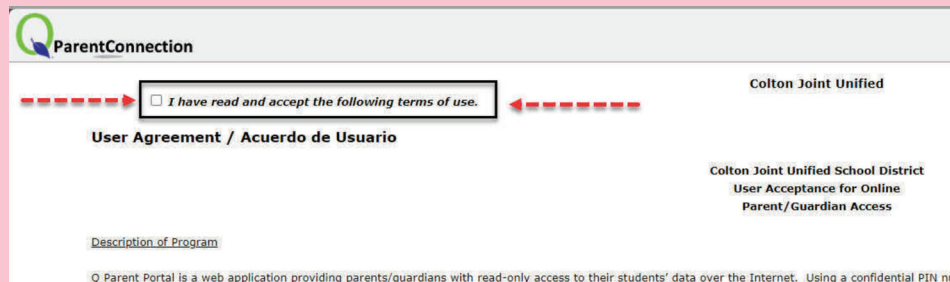 ParentConnection
Colton Joint Unified
I have read and accept the following terms of use.
User Agreement / Acuerdo de Usuario
Colton Joint Unified School District
User Acceptance for Online
Parent/Guardian Access
Description of Program
Q Parent Portal is a web application providing parents/guardians with read-only access to their students' data over the Internet. Using a confidential PIN